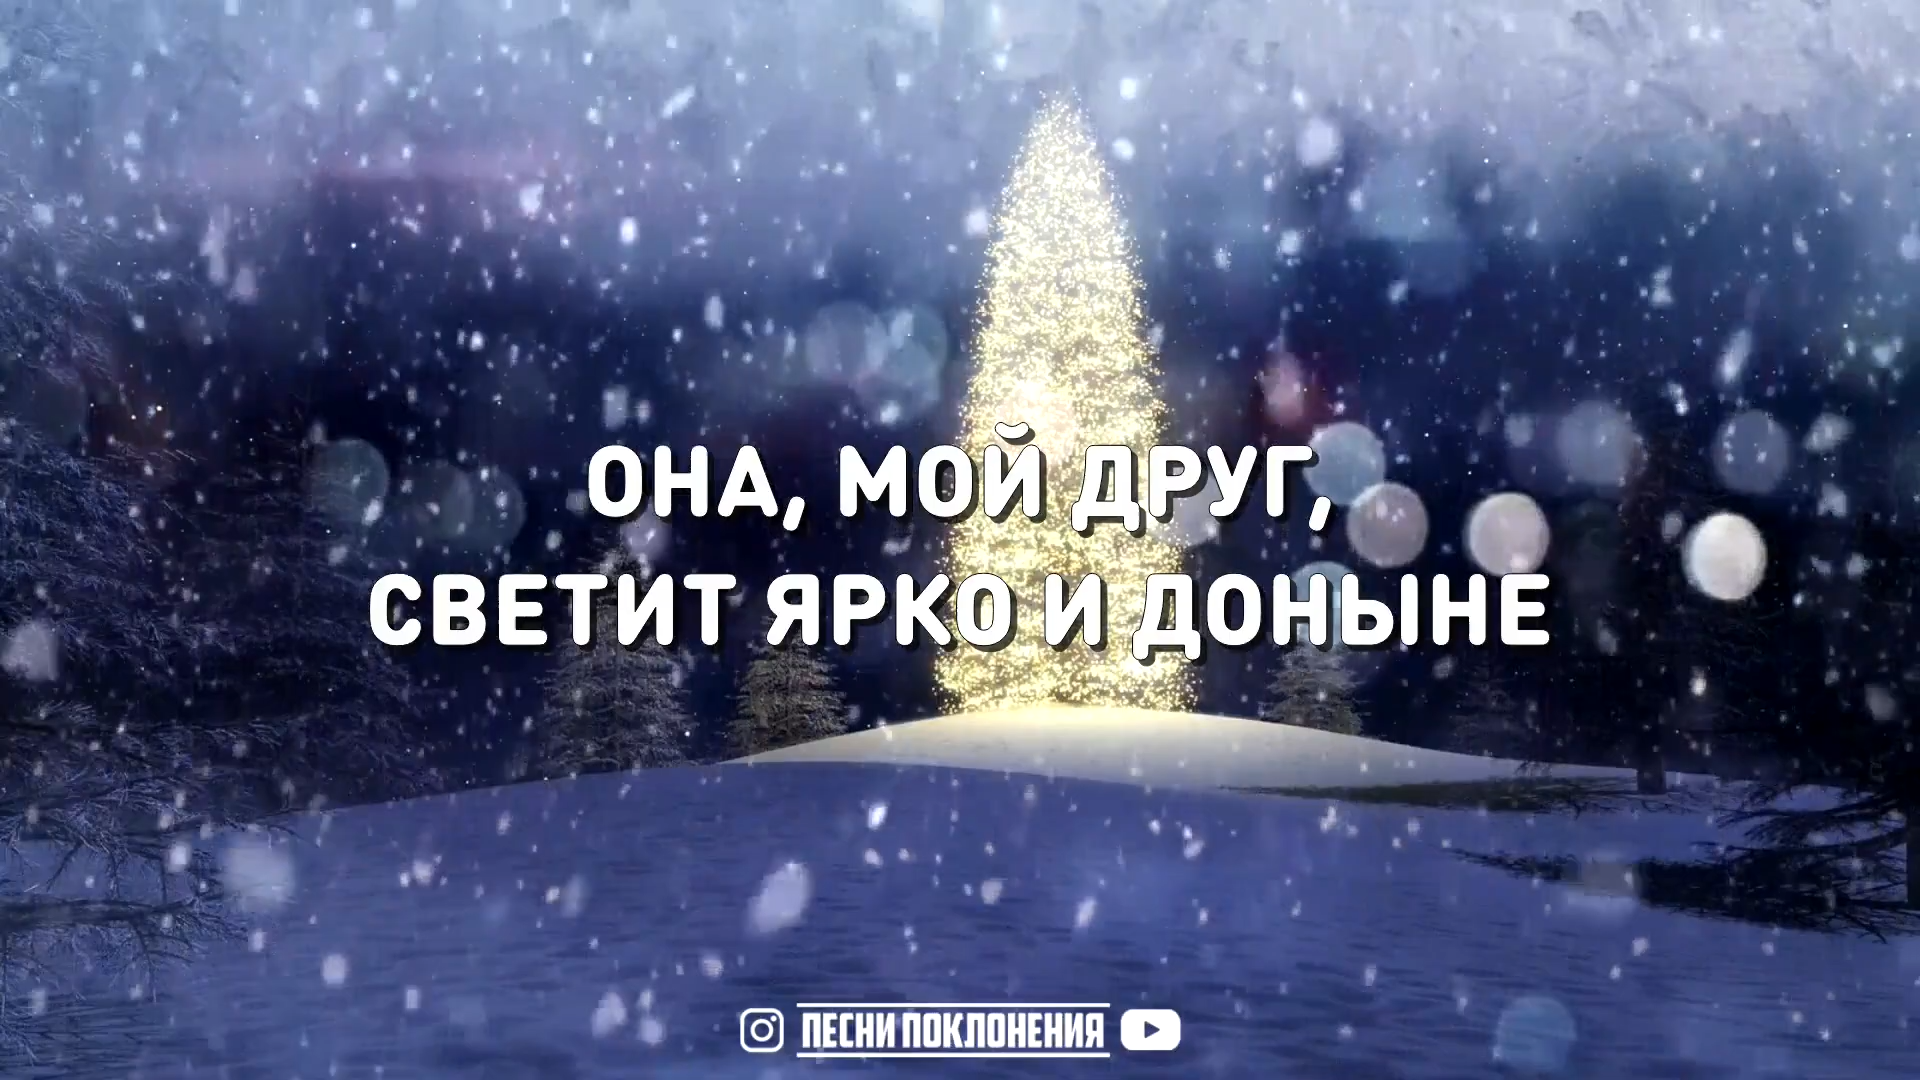 ОНА, МОЙ ДРУГ,
СВЕТИТ ЯРКО И ДОНЫНЕ
ПЕСНИ ПОКЛОНЕНИЯ